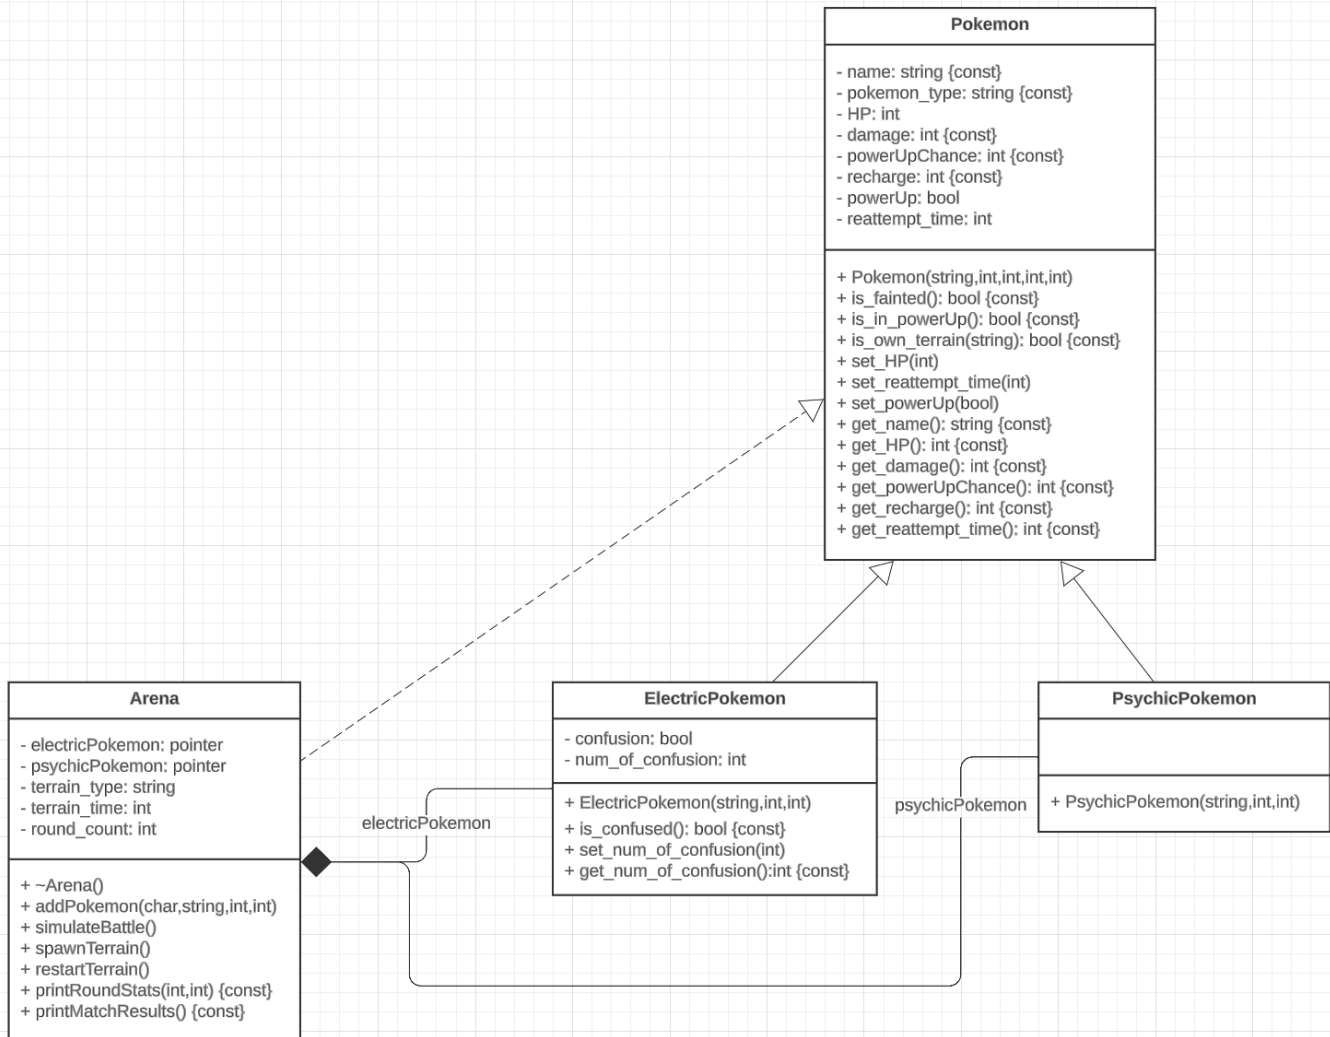 Pokemon
- name: string {const}
- pokemon_type: string {const}
- HP: int
- damage: int {const}
- powerUpChance: int {const}
- recharge: int {const}
- powerUp: bool
- reattempt_time: int
+ Pokemon(string,int,int,int,int)
+ is_fainted(): bool {const}
+ is_in_powerUp(): bool {const}
+ is_own_terrain(string): bool {const}
+ set_HP(int)
+ set_reattempt_time(int)
+ set_powerUp(bool)
+ get_name(): string {const}
+ get_HP(): int {const}
+ get_damage(): int {const}
+ get_powerUpChance(): int {const}
+ get_recharge(): int {const}
+ get_reattempt_time(): int {const}
Arena
- electricPokemon: pointer
- psychicPokemon: pointer
- terrain_type: string
- terrain_time: int
- round_count: int
+ ~Arena()
+ addPokemon(char,string,int,int)
+ simulateBattle()
+ spawnTerrain()
+ restartTerrain()
+ printRoundStats(int,int) {const}
+ printMatchResults() {const}
electricPokemon
ElectricPokemon
- confusion: bool
- num_of_confusion: int
+ ElectricPokemon(string,int,int)
+ is_confused(): bool {const}
+ set_num_of_confusion(int)
+ get_num_of_confusion():int {const}
psychicPokemon
PsychicPokemon
+ PsychicPokemon(string,int,int)